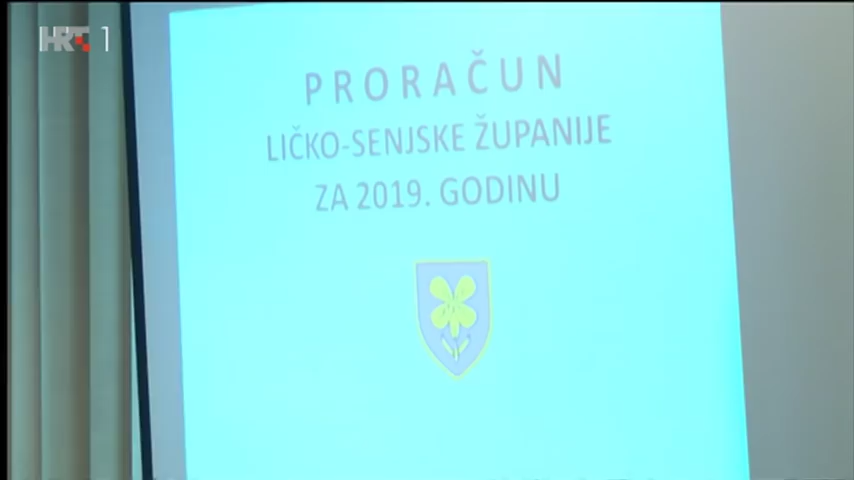 HRT 1
PRORAČUN
LIČKO-SENJSKE ŽUPANIJE
ZA 2019. GODINU